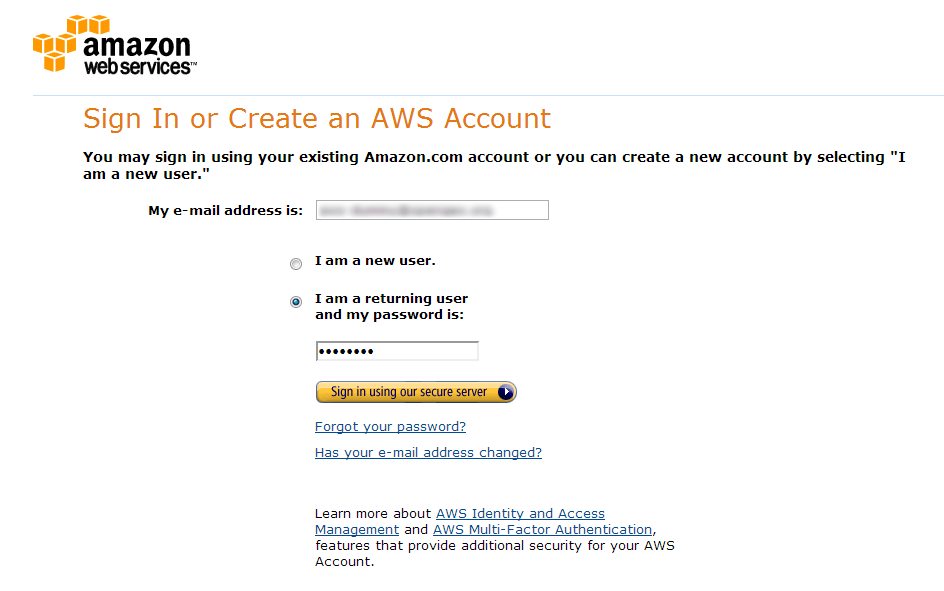 amazon
web services™
Sign In or Create an AWS Account
You may sign in using your existing Amazon.com account or you can create a new account by selecting "I
am a new user."
My e-mail address is:
I am a new user.
I am a returning user
and my password is:
••••••••
Sign in using our secure server
Forgot your password?
Has your e-mail address changed?
Learn more about AWS Identity and Access
Management and AWS Multi-Factor Authentication,
features that provide additional security for your AWS
Account.